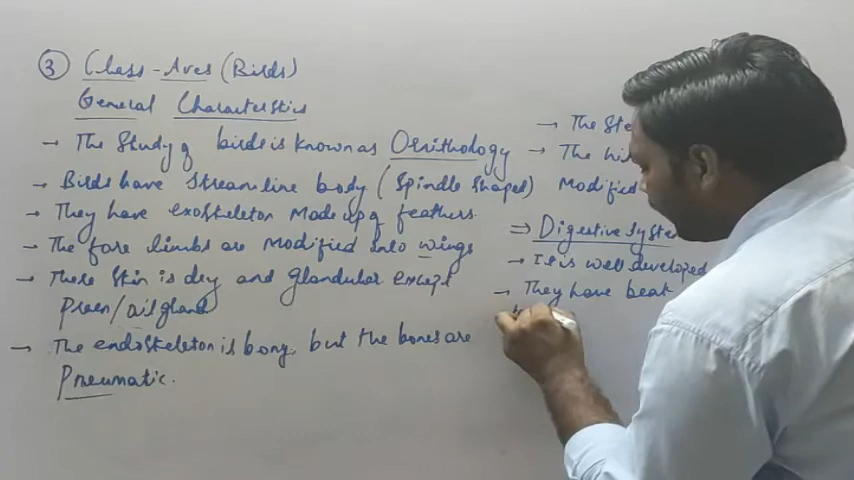 ③ Class-Aves (Birds)
General Characterstics
→ The Study of birds is known as Ornithology
→ Birds have streamline body (Spindle Shaped)
→ They have exoskeleton Made up of feathers.
→ The fore limbs are Modified into wings
→ There Skin is dry and Glandular except
Preen/oil gland
→ The endoskeleton is bony, but the bones are
Pneumatic.
→ The
→ The
Modified
⇒ Digestive System
→ It is well developed
→ They have beak